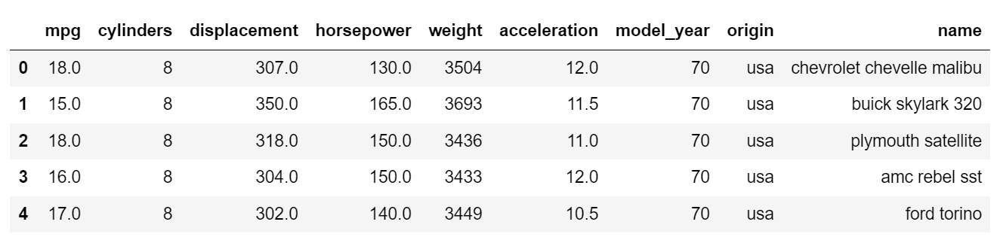 mpg cylinders displacement horsepower weight acceleration model_year origin name
0 18.0 8 307.0 130.0 3504 12.0 70 usa chevrolet chevelle malibu
1 15.0 8 350.0 165.0 3693 11.5 70 usa buick skylark 320
2 18.0 8 318.0 150.0 3436 11.0 70 usa plymouth satellite
3 16.0 8 304.0 150.0 3433 12.0 70 usa amc rebel sst
4 17.0 8 302.0 140.0 3449 10.5 70 usa ford torino